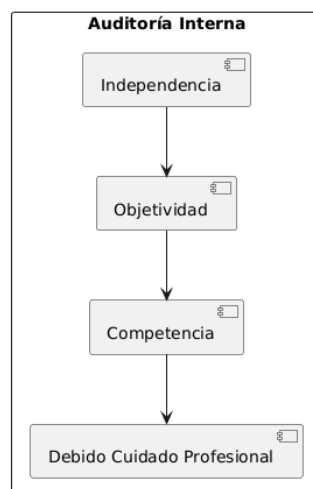 Auditoría Interna
Independencia
Objetividad
Competencia
Debido Cuidado Profesional